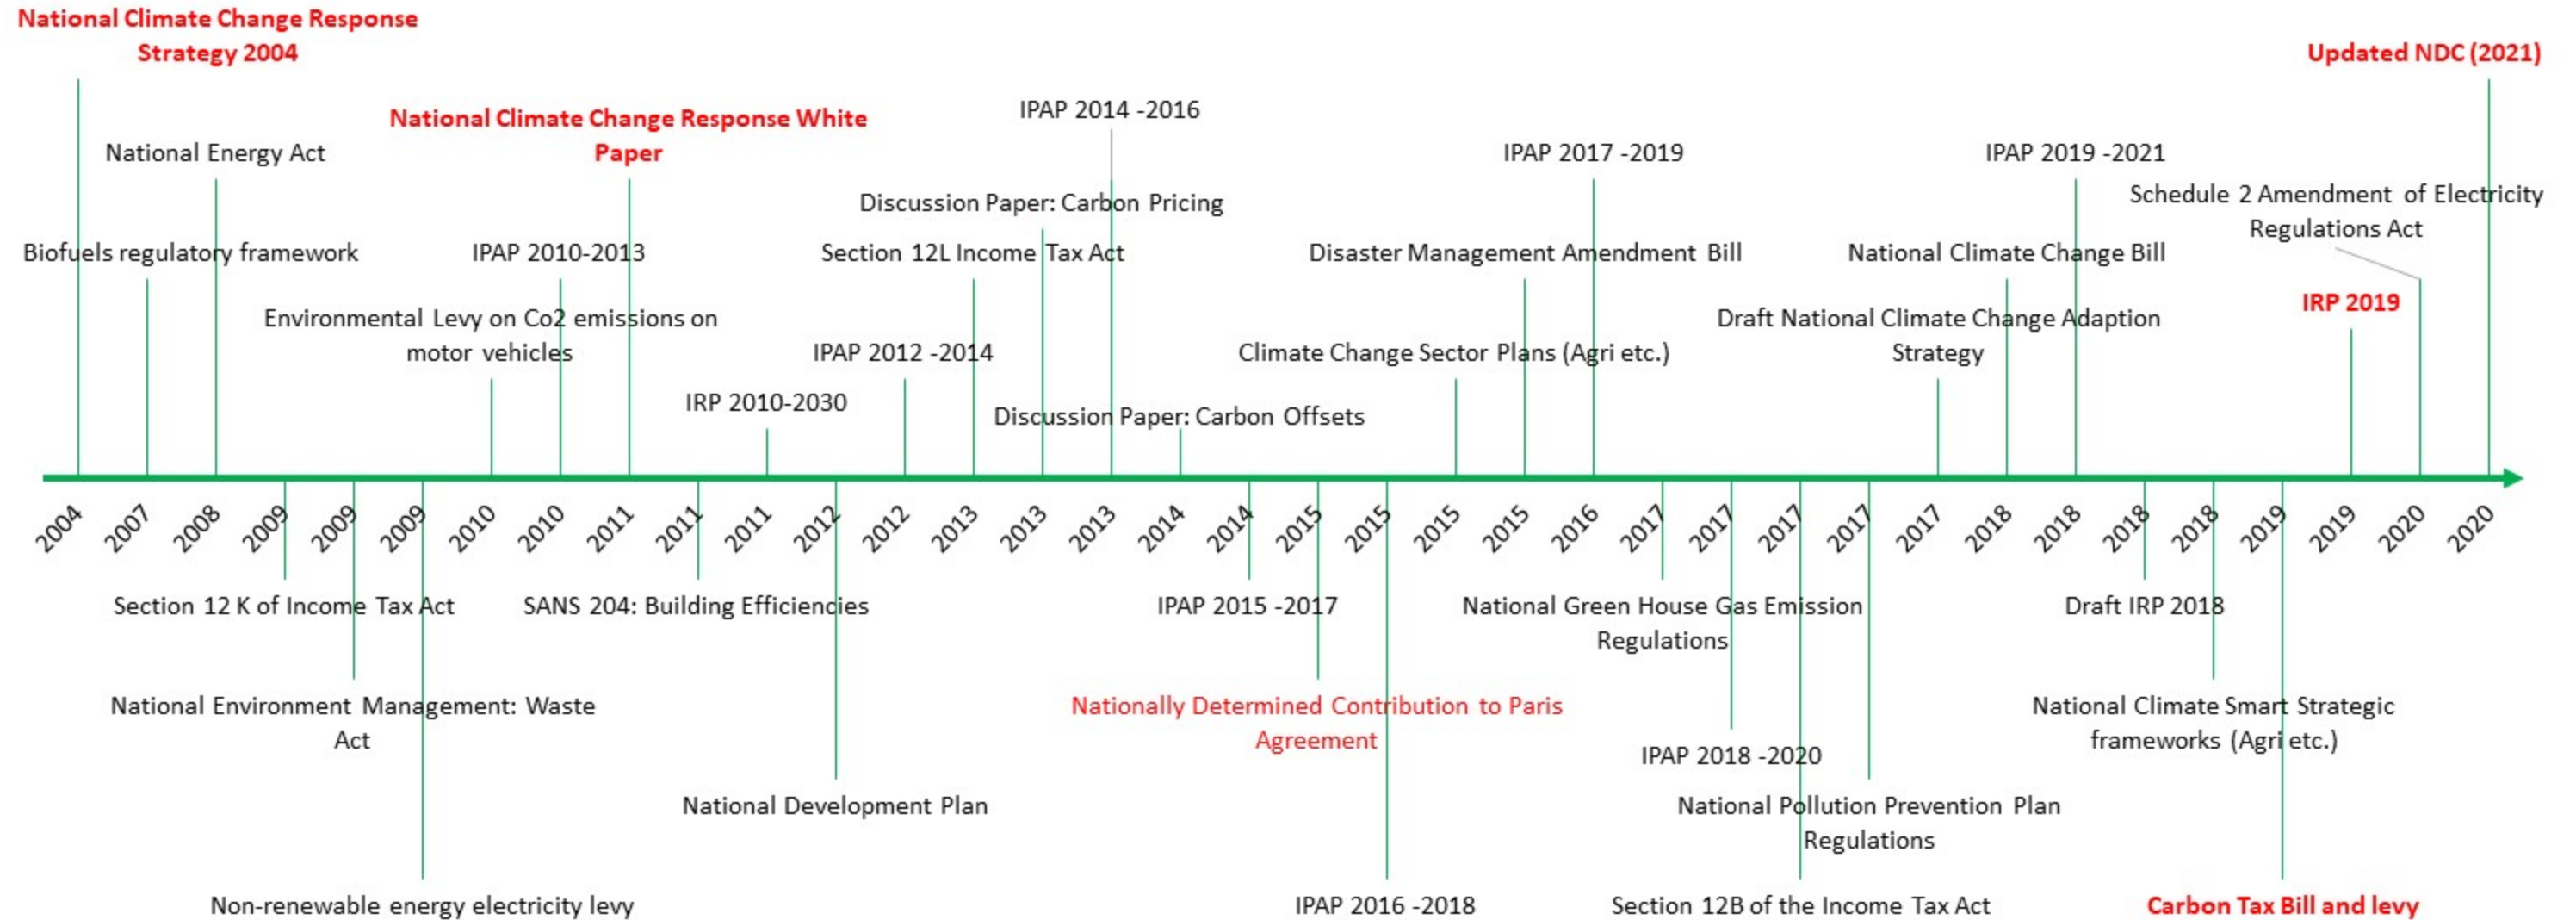 National Climate Change Response
Strategy 2004
Updated NDC (2021)
IPAP 2014 -2016
National Climate Change Response White
Paper
National Energy Act
IPAP 2017 -2019
IPAP 2019 -2021
Schedule 2 Amendment of Electricity
Regulations Act
Discussion Paper: Carbon Pricing
Biofuels regulatory framework
IPAP 2010-2013
Section 12L Income Tax Act
Disaster Management Amendment Bill
National Climate Change Bill
IRP 2019
Environmental Levy on Co2 emissions on
motor vehicles
Draft National Climate Change Adaption
Strategy
IPAP 2012 -2014
Climate Change Sector Plans (Agri etc.)
IRP 2010-2030
Discussion Paper: Carbon Offsets
2004
2007
2008
2009
2009
2009
2010
2010
2011
2011
2011
2012
2012
2013
2013
2013
2014
2014
2015
2015
2015
2015
2016
2017
2017
2017
2017
2017
2018
2018
2018
2018
2019
2019
2020
2020
Section 12 K of Income Tax Act
SANS 204: Building Efficiencies
IPAP 2015 -2017
National Green House Gas Emission
Regulations
Draft IRP 2018
National Environment Management: Waste
Act
Nationally Determined Contribution to Paris
Agreement
National Climate Smart Strategic
frameworks (Agri etc.)
IPAP 2018 -2020
National Development Plan
National Pollution Prevention Plan
Regulations
Non-renewable energy electricity levy
IPAP 2016 -2018
Section 12B of the Income Tax Act
Carbon Tax Bill and levy